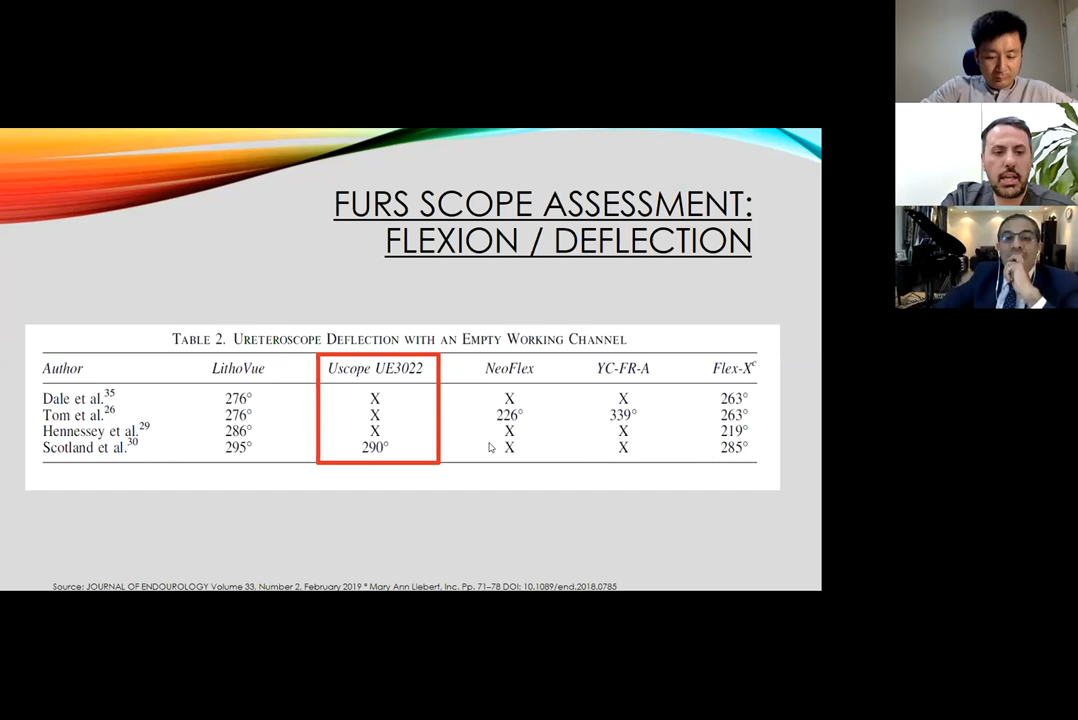 FURS SCOPE ASSESSMENT:
FLEXION / DEFLECTION
TABLE 2. URETEROSCOPE DEFLECTION WITH AN EMPTY WORKING CHANNEL
Author LithoVue Uscope UE3022 NeoFlex YC-FR-A Flex-Xc
Dale et al.35 276° X X X 263°
Tom et al.26 276° X 226° 339° 263°
Hennessey et al.29 286° X X X 219°
Scotland et al.30 295° 290° X X 285°
Source: JOURNAL OF ENDOUROLOGY Volume 33, Number 2, February 2019 ª Mary Ann Liebert, Inc. Pp. 71–78 DOI: 10.1089/end.2018.0785